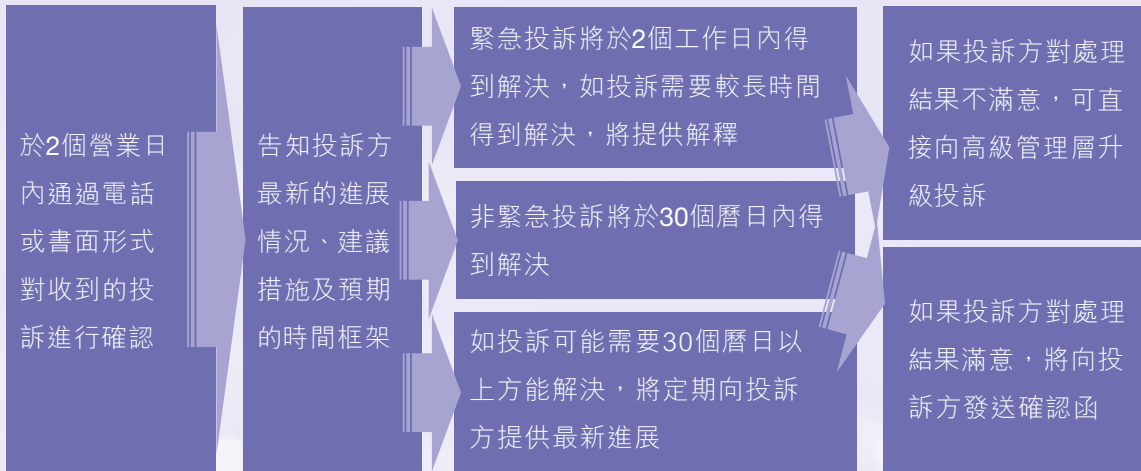 於2個營業日
內通過電話
或書面形式
對收到的投
訴進行確認
告知投訴方
最新的進展
情況、建議
措施及預期
的時間框架
緊急投訴將於2個工作日內得
到解決，如投訴需要較長時間
得到解決，將提供解釋
非緊急投訴將於30個曆日內得
到解決
如投訴可能需要30個曆日以
上方能解決，將定期向投訴
方提供最新進展
如果投訴方對處理
結果不滿意，可直
接向高級管理層升
級投訴
如果投訴方對處理
結果滿意，將向投
訴方發送確認函